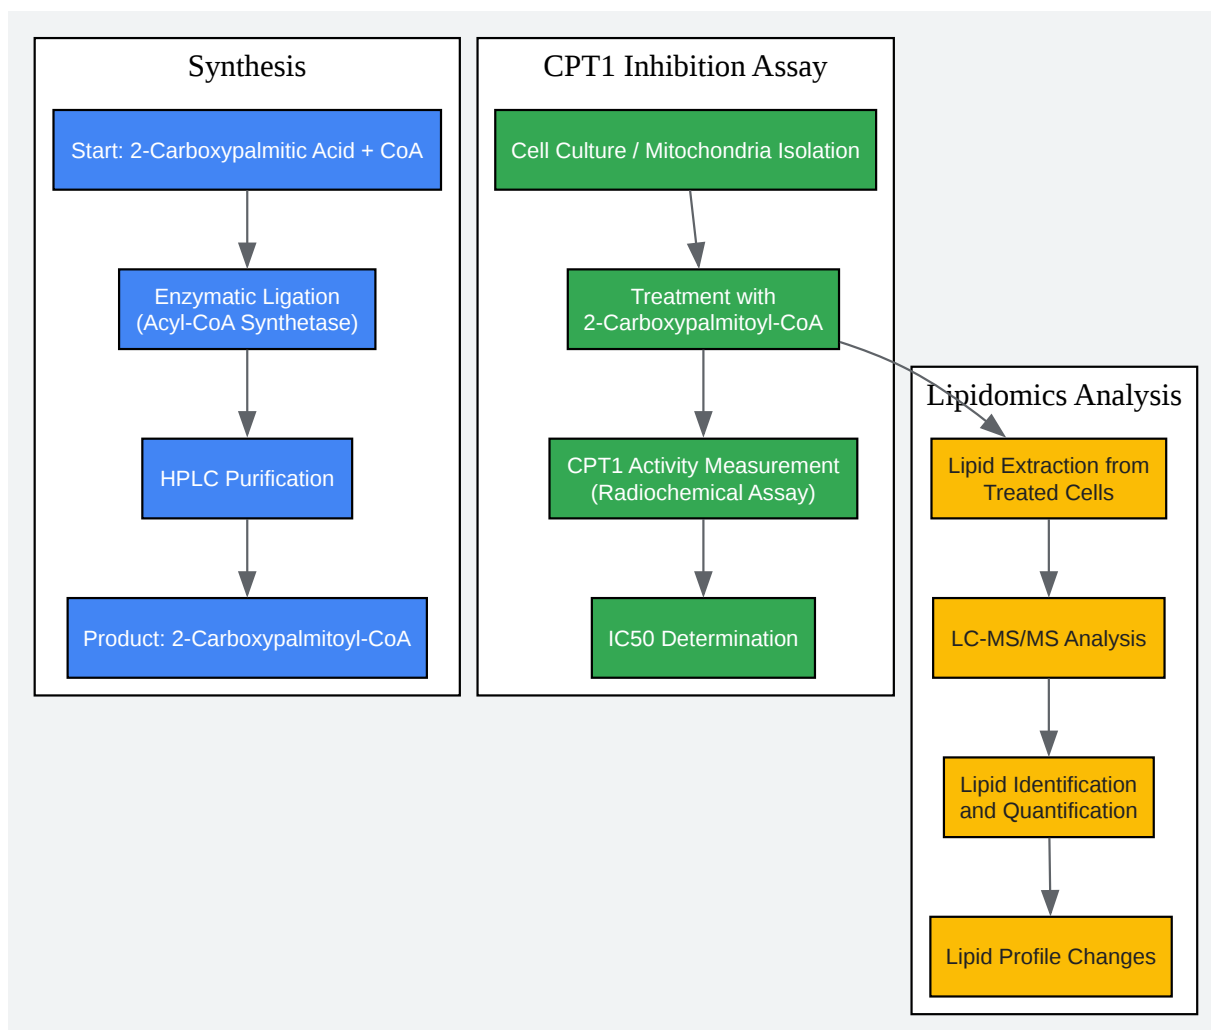 Synthesis
Start: 2-Carboxypalmitic Acid + CoA
Enzymatic Ligation
(Acyl-CoA Synthetase)
HPLC Purification
Product: 2-Carboxypalmitoyl-CoA
CPT1 Inhibition Assay
Cell Culture / Mitochondria Isolation
Treatment with
2-Carboxypalmitoyl-CoA
CPT1 Activity Measurement
(Radiochemical Assay)
IC50 Determination
Lipidomics Analysis
Lipid Extraction from
Treated Cells
LC-MS/MS Analysis
Lipid Identification
and Quantification
Lipid Profile Changes